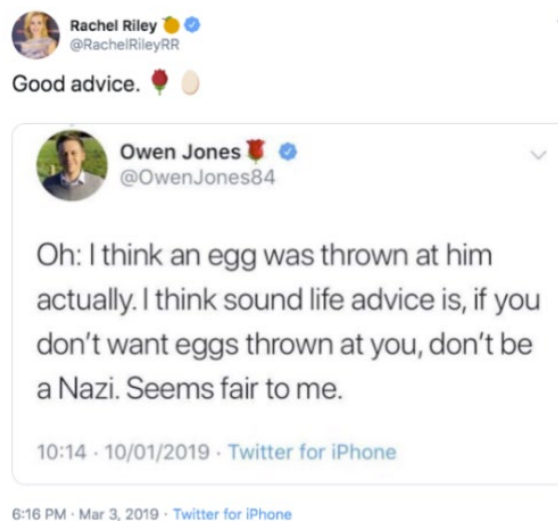 Rachel Riley 🍊
@RachelRileyRR
Good advice. 🌹 🥚
Owen Jones🌹
@OwenJones84
Oh: I think an egg was thrown at him
actually. I think sound life advice is, if you
don't want eggs thrown at you, don't be
a Nazi. Seems fair to me.
10:14 · 10/01/2019 · Twitter for iPhone
6:16 PM · Mar 3, 2019 · Twitter for iPhone